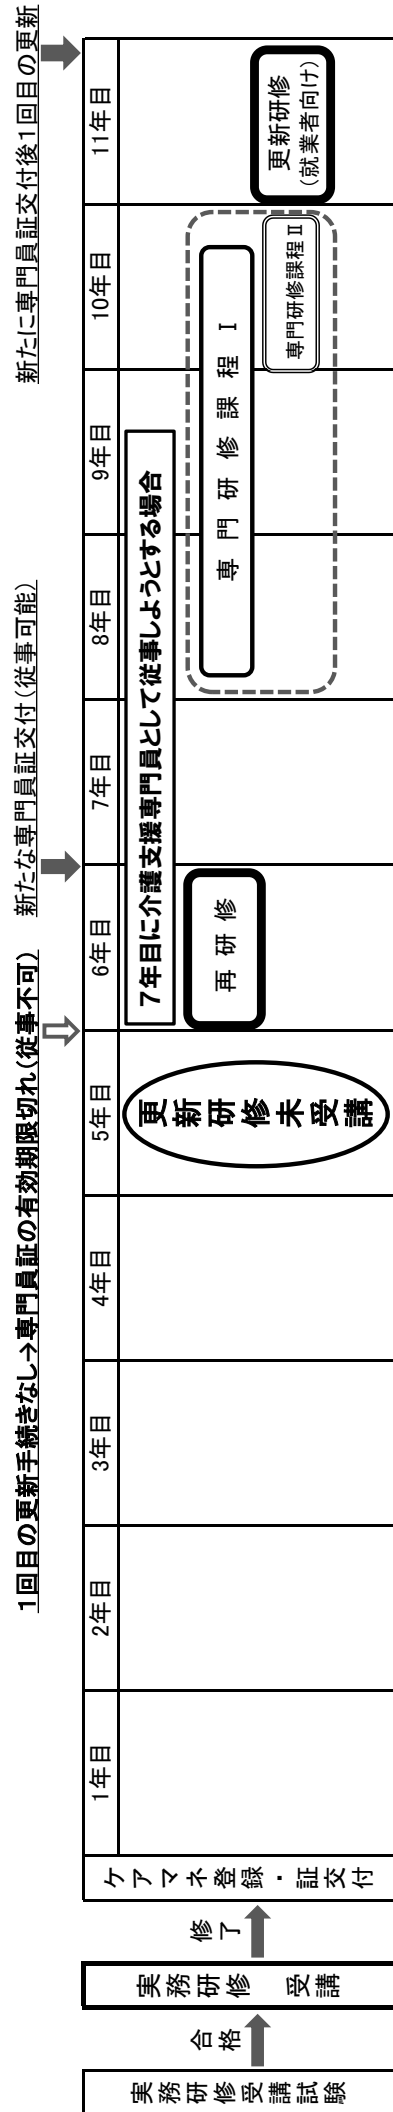 １回目の更新手続きなし→専門員証の有効期限切れ（従事不可）
新たな専門員証交付（従事可能）
新たに専門員証交付後１回目の更新
実務研修受講試験
合格
実務研修　受講
修了
ケアマネ登録・証交付
1年目
2年目
3年目
4年目
5年目
6年目
7年目
8年目
9年目
10年目
11年目
７年目に介護支援専門員として従事しようとする場合
更新研修未受講
再研修
専門研修課程Ⅰ
専門研修課程Ⅱ
更新研修
（就業者向け）